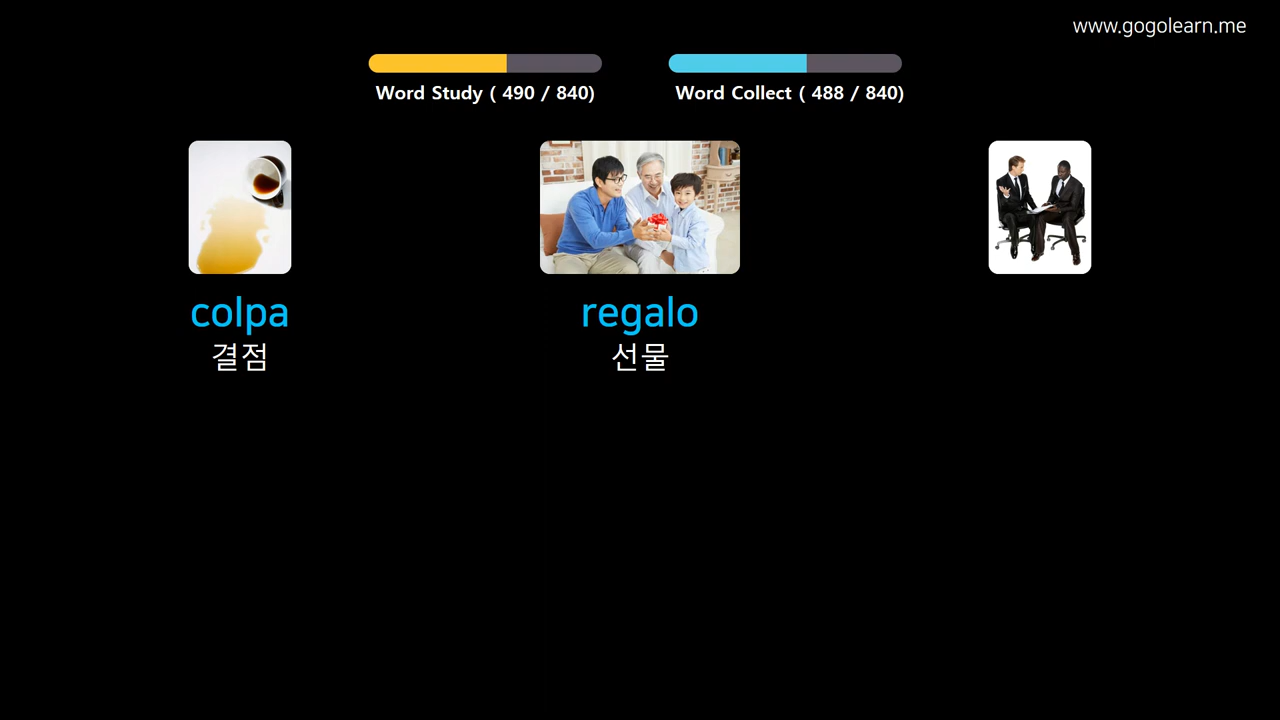 www.gogolearn.me
Word Study ( 490 / 840)
Word Collect ( 488 / 840)
colpa
결점
regalo
선물